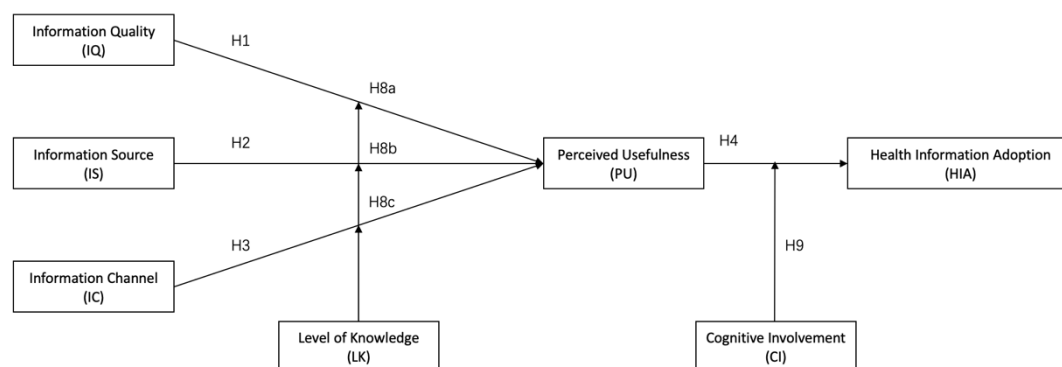 Information Quality
(IQ)
H1
H8a
Information Source
(IS)
H2
H8b
Perceived Usefulness
(PU)
H4
Health Information Adoption
(HIA)
H8c
H3
H9
Information Channel
(IC)
Level of Knowledge
(LK)
Cognitive Involvement
(CI)